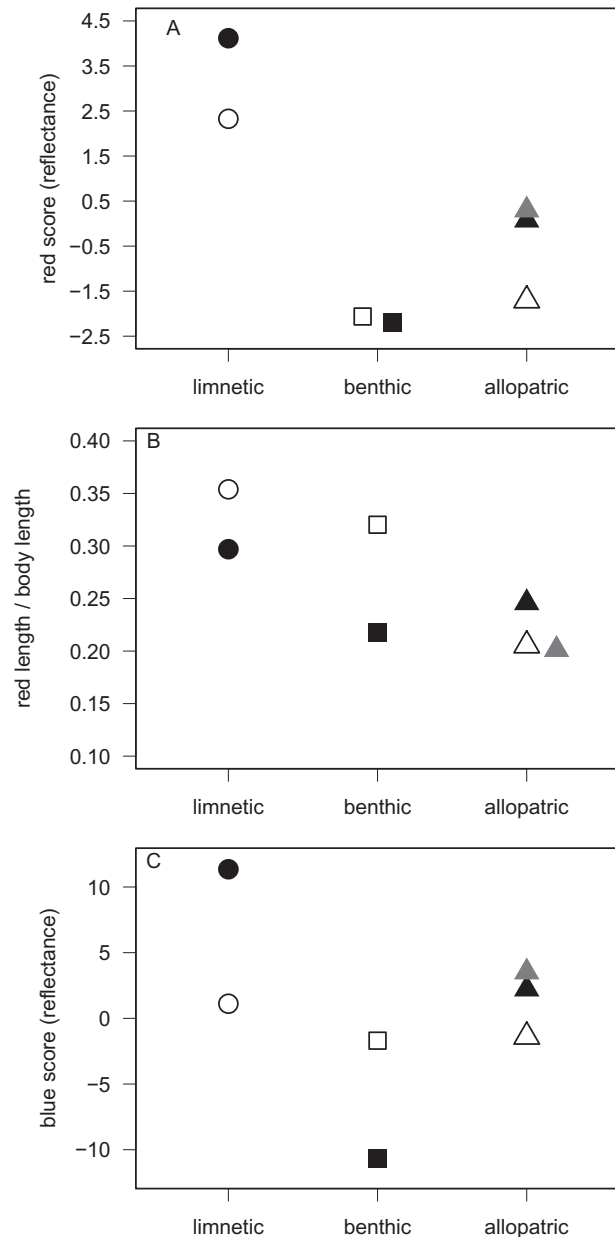 A
red score (reflectance)
4.5
3.5
2.5
1.5
0.5
−0.5
−1.5
−2.5
limnetic benthic allopatric
B
red length / body length
0.40
0.35
0.30
0.25
0.20
0.15
0.10
limnetic benthic allopatric
C
blue score (reflectance)
10
5
0
−5
−10
limnetic benthic allopatric